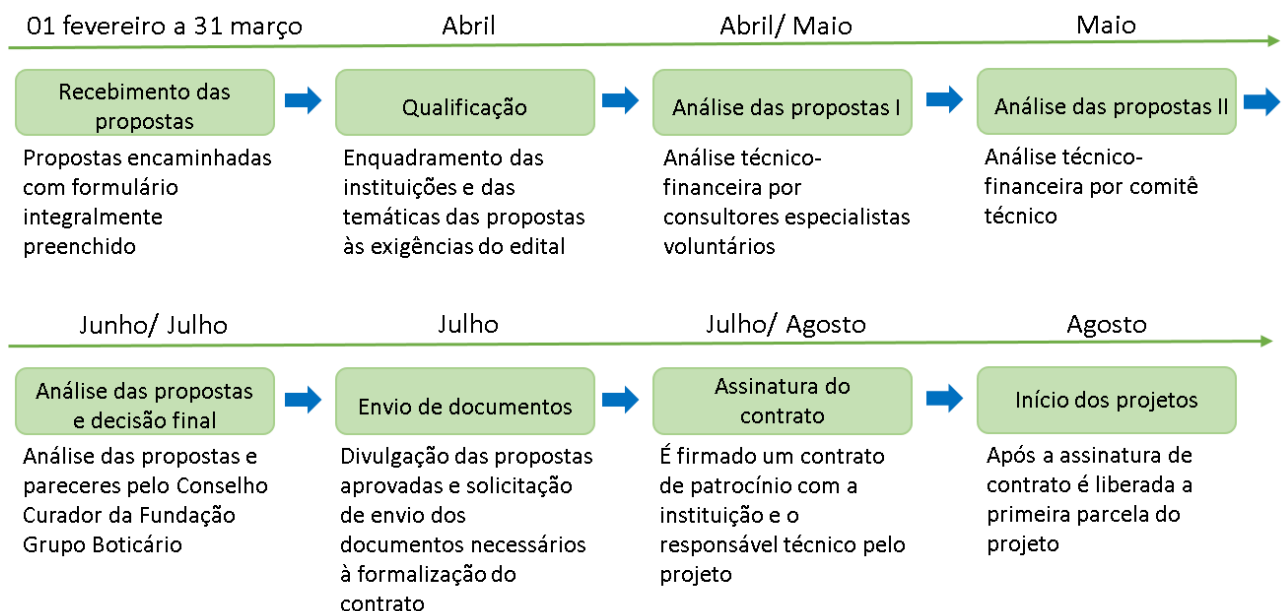 01 fevereiro a 31 março
Abril
Abril/ Maio
Maio
Recebimento das
propostas
Qualificação
Análise das propostas I
Análise das propostas II
Propostas encaminhadas
com formulário
integralmente
preenchido
Enquadramento das
instituições e das
temáticas das propostas
às exigências do edital
Análise técnico-
financeira por
consultores especialistas
voluntários
Análise técnico-
financeira por comitê
técnico
Junho/ Julho
Julho
Julho/ Agosto
Agosto
Análise das propostas
e decisão final
Envio de documentos
Assinatura do
contrato
Início dos projetos
Análise das propostas e
pareceres pelo Conselho
Curador da Fundação
Grupo Boticário
Divulgação das propostas
aprovadas e solicitação
de envio dos
documentos necessários
à formalização do
contrato
É firmado um contrato
de patrocínio com a
instituição e o
responsável técnico pelo
projeto
Após a assinatura de
contrato é liberada a
primeira parcela do
projeto